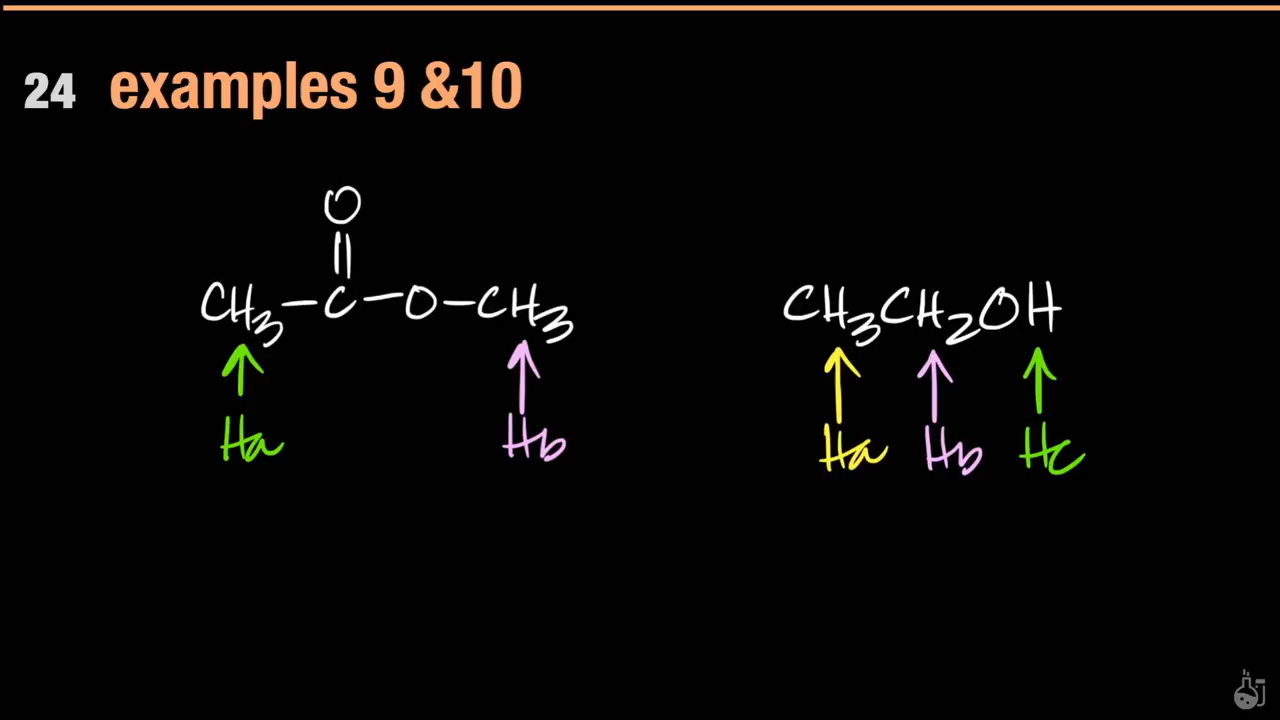 24 examples 9 &10
O
||
CH₃—C—O—CH₃
Ha Hb
CH₃CH₂OH
Ha Hb Hc